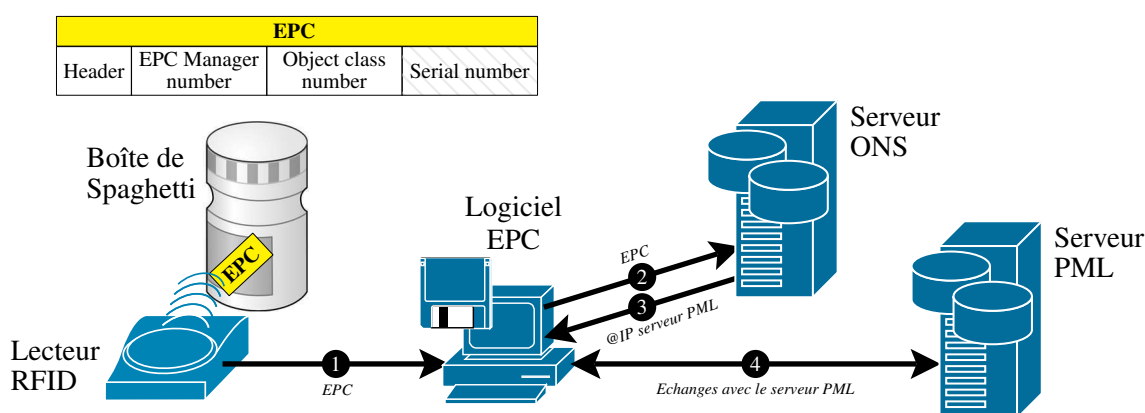 EPC
Header
EPC Manager
number
Object class
number
Serial number
Boîte de
Spaghetti
EPC
Lecteur
RFID
1
EPC
Logiciel
EPC
EPC
2
3
@IP serveur PML
Serveur
ONS
4
Echanges avec le serveur PML
Serveur
PML